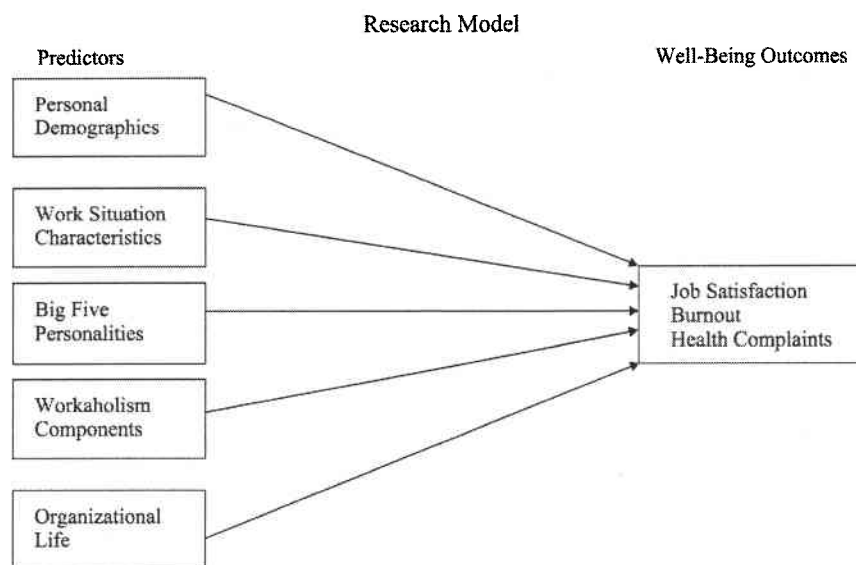 Research Model
Predictors
Well-Being Outcomes
Personal
Demographics
Work Situation
Characteristics
Big Five
Personalities
Workaholism
Components
Organizational
Life
Job Satisfaction
Burnout
Health Complaints